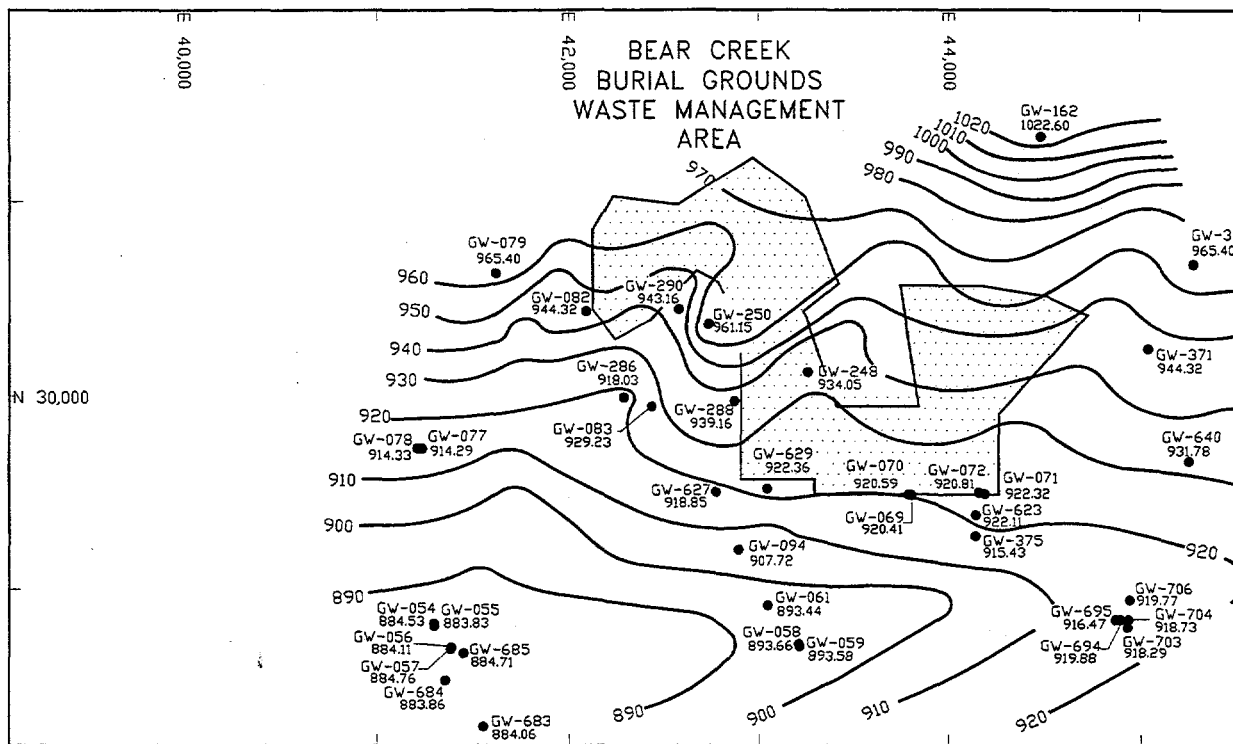 E 40,000
E 42,000
E 44,000
BEAR CREEK
BURIAL GROUNDS
WASTE MANAGEMENT
AREA
GW-162
1022.60
1020
1010
1000
990
980
970
GW-3
965.40
GW-079
965.40
960
950
940
930
920
GW-082
944.32
GW-290
943.16
GW-250
961.15
GW-371
944.32
GW-286
918.03
GW-248
934.05
N 30,000
GW-083
929.23
GW-288
939.16
GW-078
914.33
GW-077
914.29
GW-640
931.78
GW-629
922.36
GW-070
920.59
GW-072
920.81
GW-071
922.32
910
GW-627
918.85
GW-069
920.41
GW-623
922.11
GW-375
915.43
900
920
GW-094
907.72
890
GW-054
884.53
GW-055
883.83
GW-061
893.44
GW-706
919.77
GW-695
916.47
GW-704
918.73
GW-056
884.11
GW-685
884.71
GW-058
893.66
GW-059
893.58
GW-694
919.88
GW-703
918.29
GW-057
884.76
GW-684
883.86
890
900
910
920
GW-683
884.06